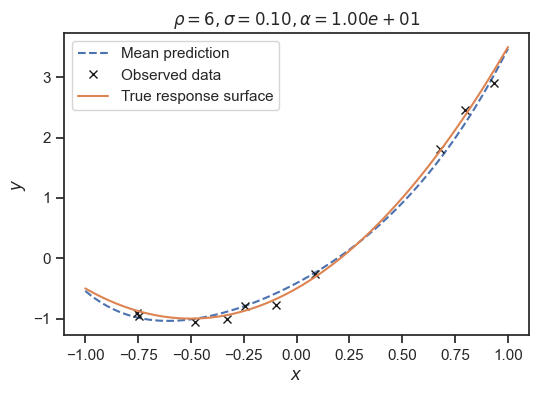 ρ = 6, σ = 0.10, α = 1.00e + 01
Mean prediction
Observed data
True response surface
3
2
1
0
−1
y
−1.00 −0.75 −0.50 −0.25 0.00 0.25 0.50 0.75 1.00
x